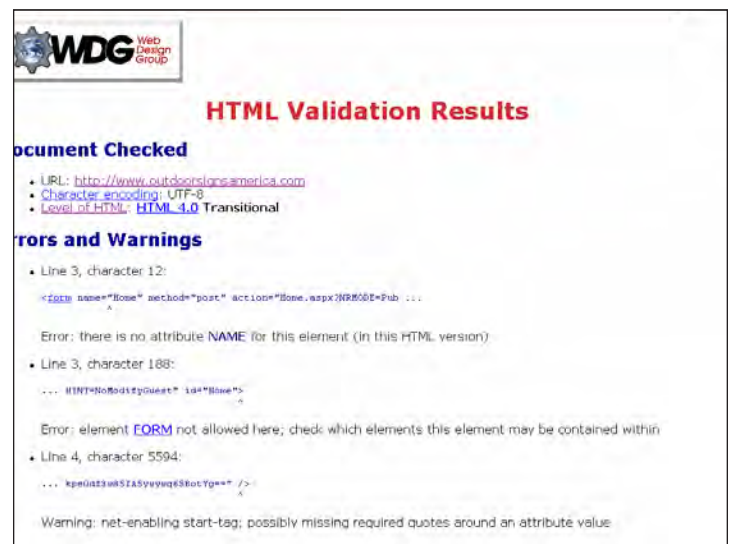 WDG Web
Design
Group
HTML Validation Results
ocument Checked
• URL: http://www.outdoorsignsamerica.com
• Character encoding: UTF-8
• Level of HTML: HTML 4.0 Transitional
rrors and Warnings
• Line 3, character 12:
<form name="Home" method="post" action="Home.aspx?NRMODE=Pub ...
^
Error: there is no attribute NAME for this element (in this HTML version)
• Line 3, character 188:
... HINT=NoModifyGuest" id="Home">
^
Error: element FORM not allowed here; check which elements this element may be contained within
• Line 4, character 5594:
... />
^
Warning: net-enabling start-tag; possibly missing required quotes around an attribute value